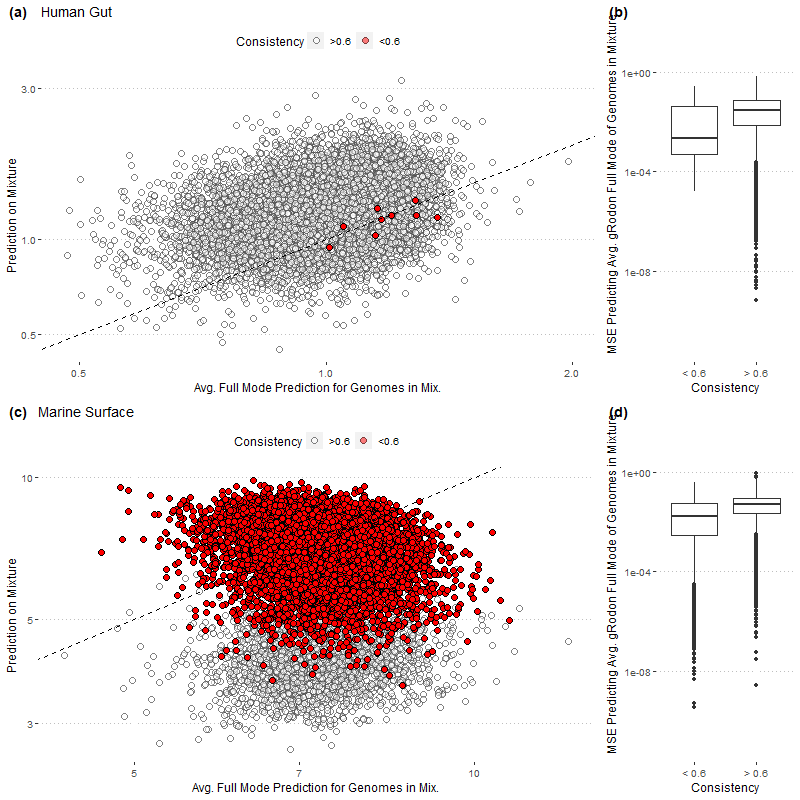 (a) Human Gut
Consistency >0.6 <0.6
Prediction on Mixture
3.0
1.0
0.5
0.5 1.0 2.0
Avg. Full Mode Prediction for Genomes in Mix.
(b)
MSE Predicting Avg. gRodon Full Mode of Genomes in Mixture
1e+00
1e-04
1e-08
< 0.6 > 0.6
Consistency
(c) Marine Surface
Consistency >0.6 <0.6
Prediction on Mixture
10
5
3
5 7 10
Avg. Full Mode Prediction for Genomes in Mix.
(d)
MSE Predicting Avg. gRodon Full Mode of Genomes in Mixture
1e+00
1e-04
1e-08
< 0.6 > 0.6
Consistency